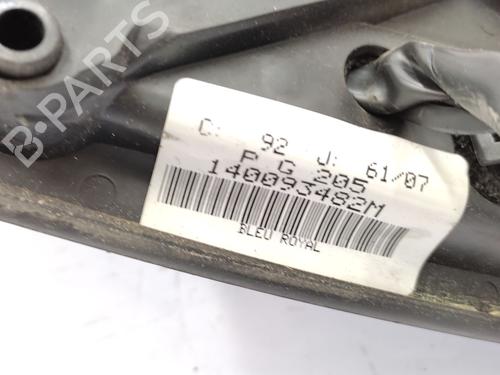 B-PARTS
C: 92 J: 61/07
P G 205
140093482M
BLEU ROYAL